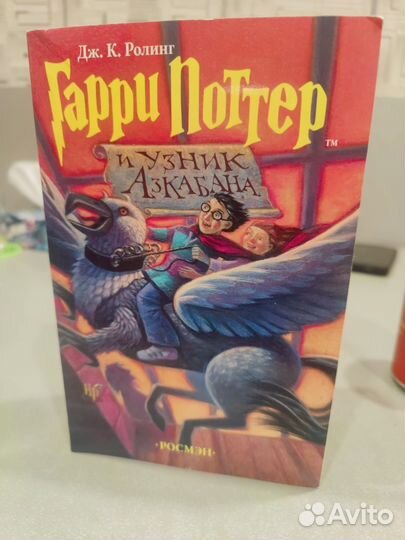 Дж. К. Ролинг
Гарри Поттер
™
и узник
Азкабана
·РОСМЭН·
Avito